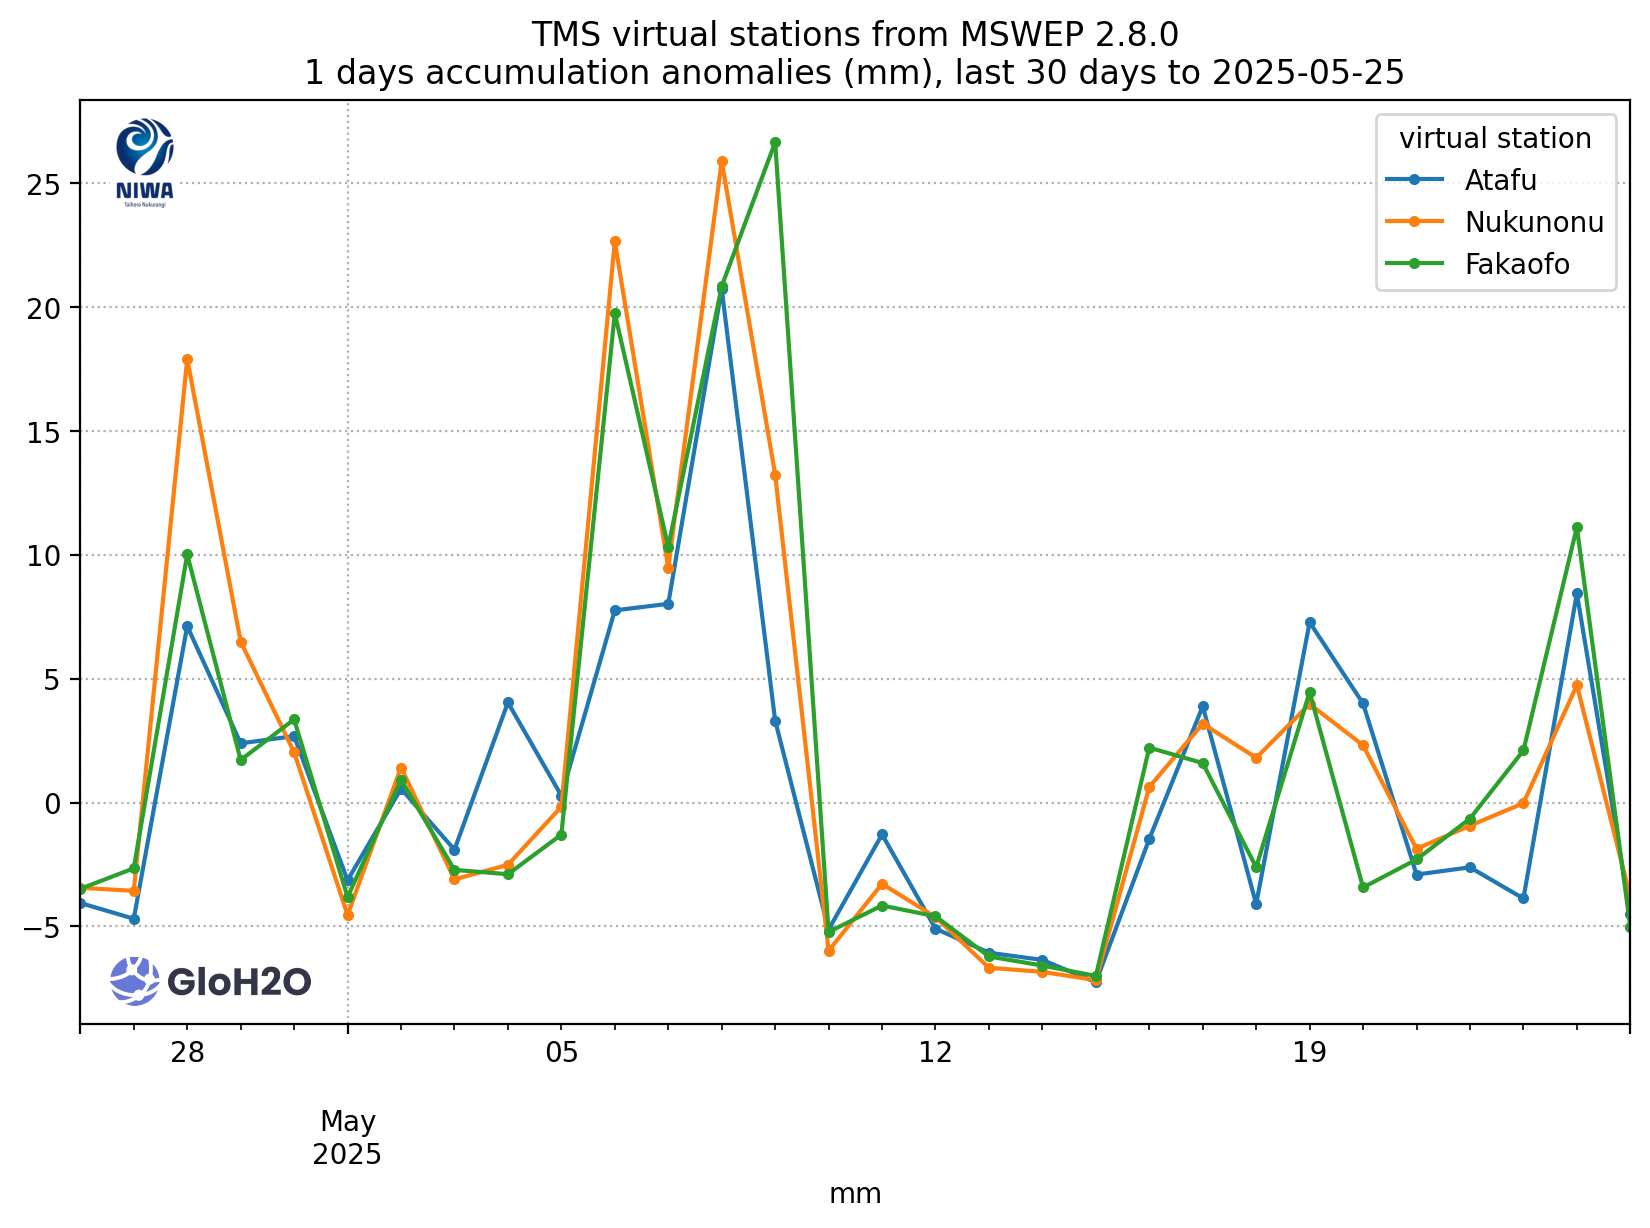 TMS virtual stations from MSWEP 2.8.0
1 days accumulation anomalies (mm), last 30 days to 2025-05-25
NIWA
Taihoro Nukurangi
virtual station
Atafu
Nukunonu
Fakaofo
25
20
15
10
5
0
−5
GloH2O
28
05
12
19
May
2025
mm